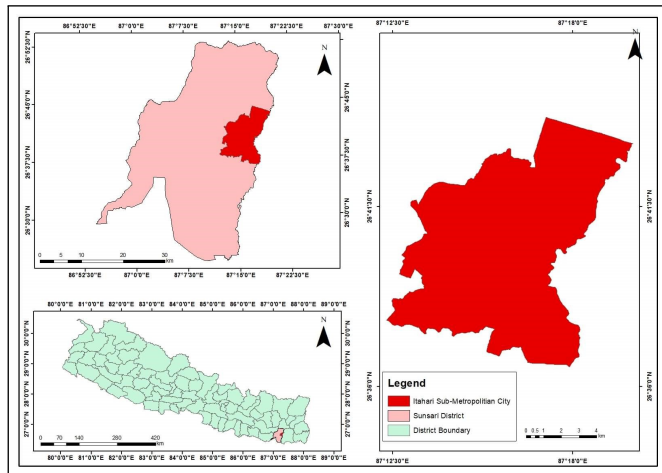 86°52'30"E 87°0'0"E 87°7'30"E 87°15'0"E 87°22'30"E 87°30'0"E
26°52'30"N
26°45'0"N
26°37'30"N
26°30'0"N
N
26°45'0"N
26°37'30"N
26°30'0"N
0 5 10 20 30
km
86°52'30"E 87°0'0"E 87°7'30"E 87°15'0"E 87°22'30"E
80°0'0"E 81°0'0"E 82°0'0"E 83°0'0"E 84°0'0"E 85°0'0"E 86°0'0"E 87°0'0"E 88°0'0"E 89°0'0"E
30°0'0"N
29°0'0"N
28°0'0"N
27°0'0"N
N
30°0'0"N
29°0'0"N
28°0'0"N
27°0'0"N
0 70 140 280 420
km
80°0'0"E 81°0'0"E 82°0'0"E 83°0'0"E 84°0'0"E 85°0'0"E 86°0'0"E 87°0'0"E 88°0'0"E 89°0'0"E
87°12'30"E 87°18'0"E
N
26°41'30"N
26°41'30"N
26°36'0"N
26°36'0"N
Legend
Itahari Sub-Metropolitian City
Sunsari District
District Boundary
0 0.5 1 2 3 4
km
87°12'30"E 87°18'0"E